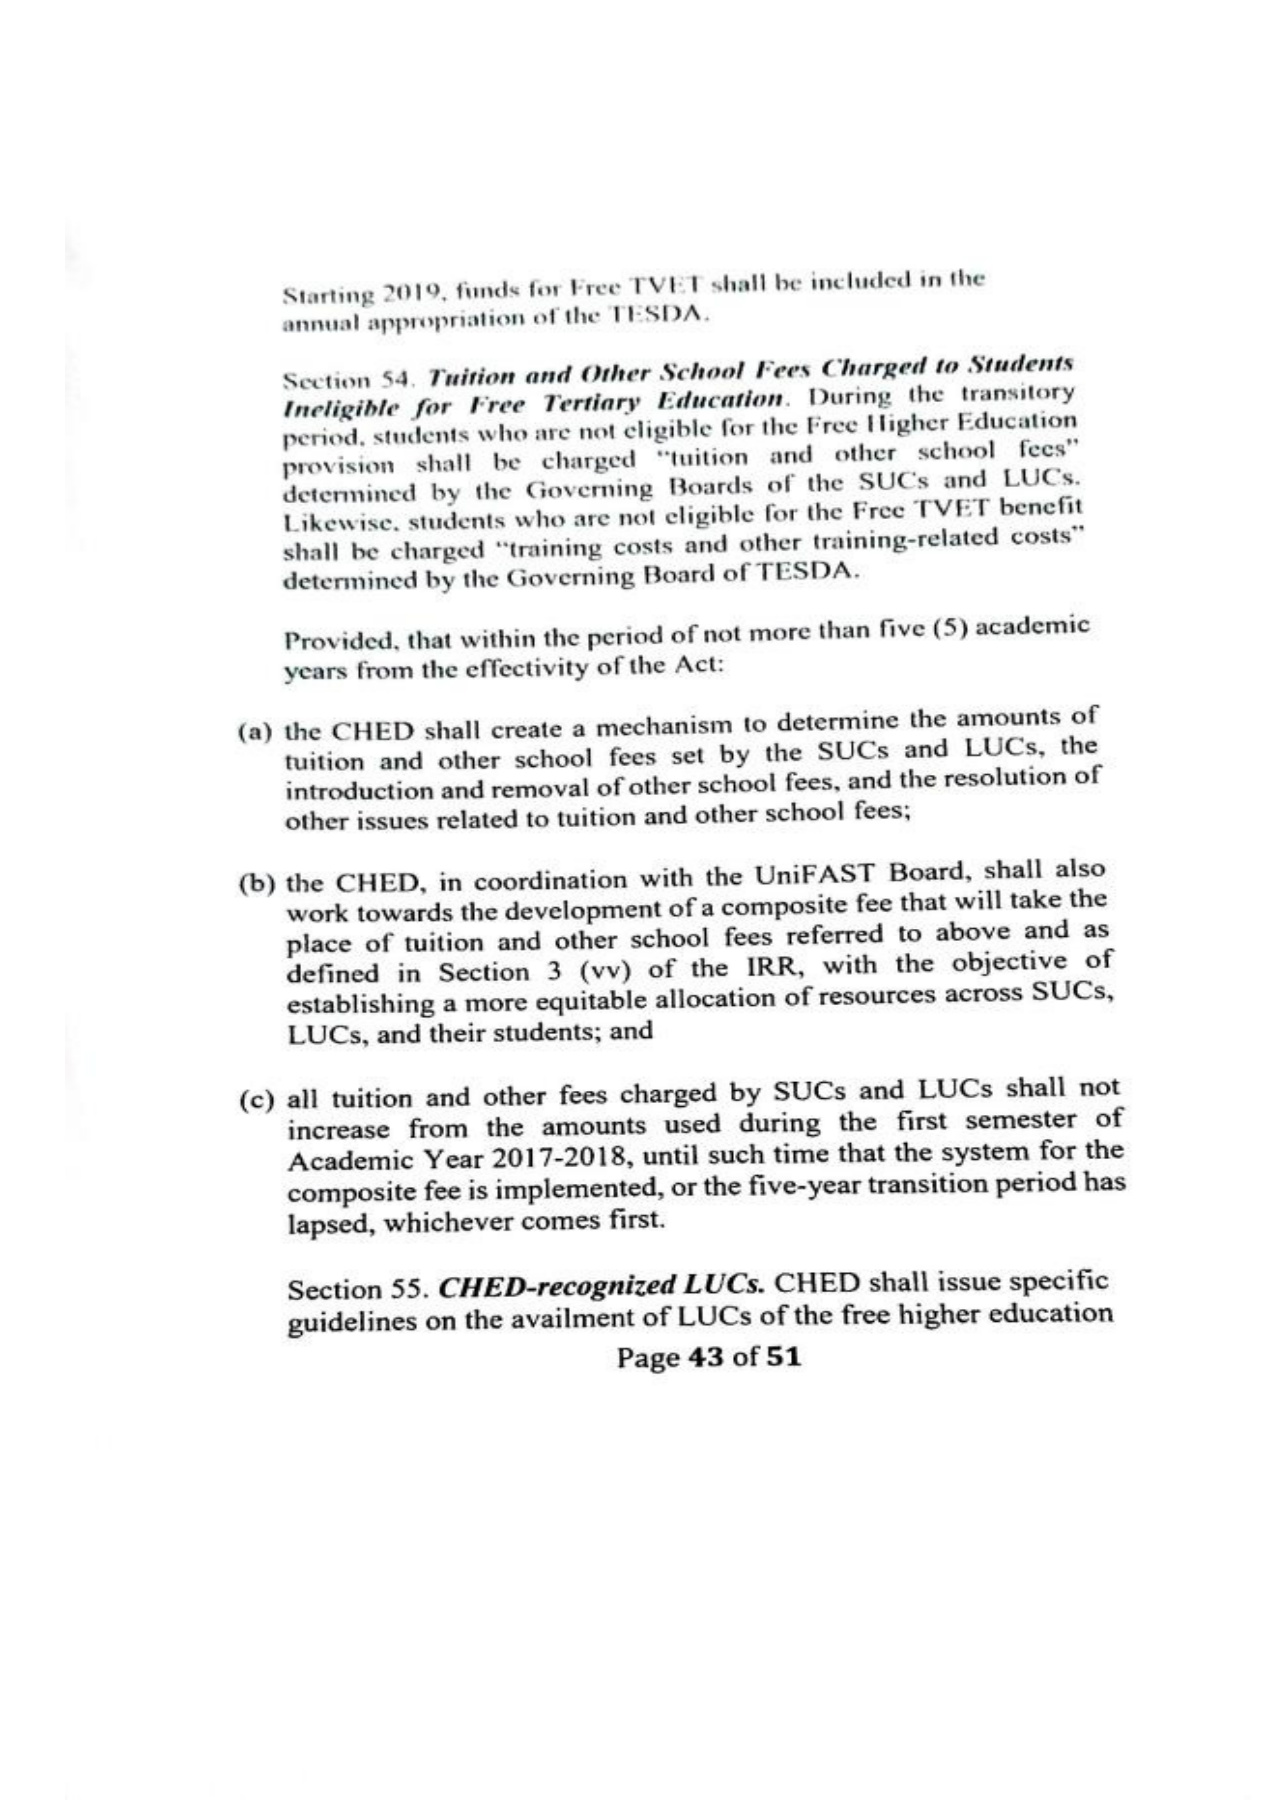 Starting 2019, funds for Free TVET shall be included in the
annual appropriation of the TESDA.
Section 54. Tuition and Other School Fees Charged to Students
Ineligible for Free Tertiary Education. During the transitory
period, students who are not eligible for the Free Higher Education
provision shall be charged “tuition and other school fees”
determined by the Governing Boards of the SUCs and LUCs.
Likewise, students who are not eligible for the Free TVET benefit
shall be charged “training costs and other training-related costs”
determined by the Governing Board of TESDA.
Provided, that within the period of not more than five (5) academic
years from the effectivity of the Act:
(a) the CHED shall create a mechanism to determine the amounts of
tuition and other school fees set by the SUCs and LUCs, the
introduction and removal of other school fees, and the resolution of
other issues related to tuition and other school fees;
(b) the CHED, in coordination with the UniFAST Board, shall also
work towards the development of a composite fee that will take the
place of tuition and other school fees referred to above and as
defined in Section 3 (vv) of the IRR, with the objective of
establishing a more equitable allocation of resources across SUCs,
LUCs, and their students; and
(c) all tuition and other fees charged by SUCs and LUCs shall not
increase from the amounts used during the first semester of
Academic Year 2017-2018, until such time that the system for the
composite fee is implemented, or the five-year transition period has
lapsed, whichever comes first.
Section 55. CHED-recognized LUCs. CHED shall issue specific
guidelines on the availment of LUCs of the free higher education
Page 43 of 51